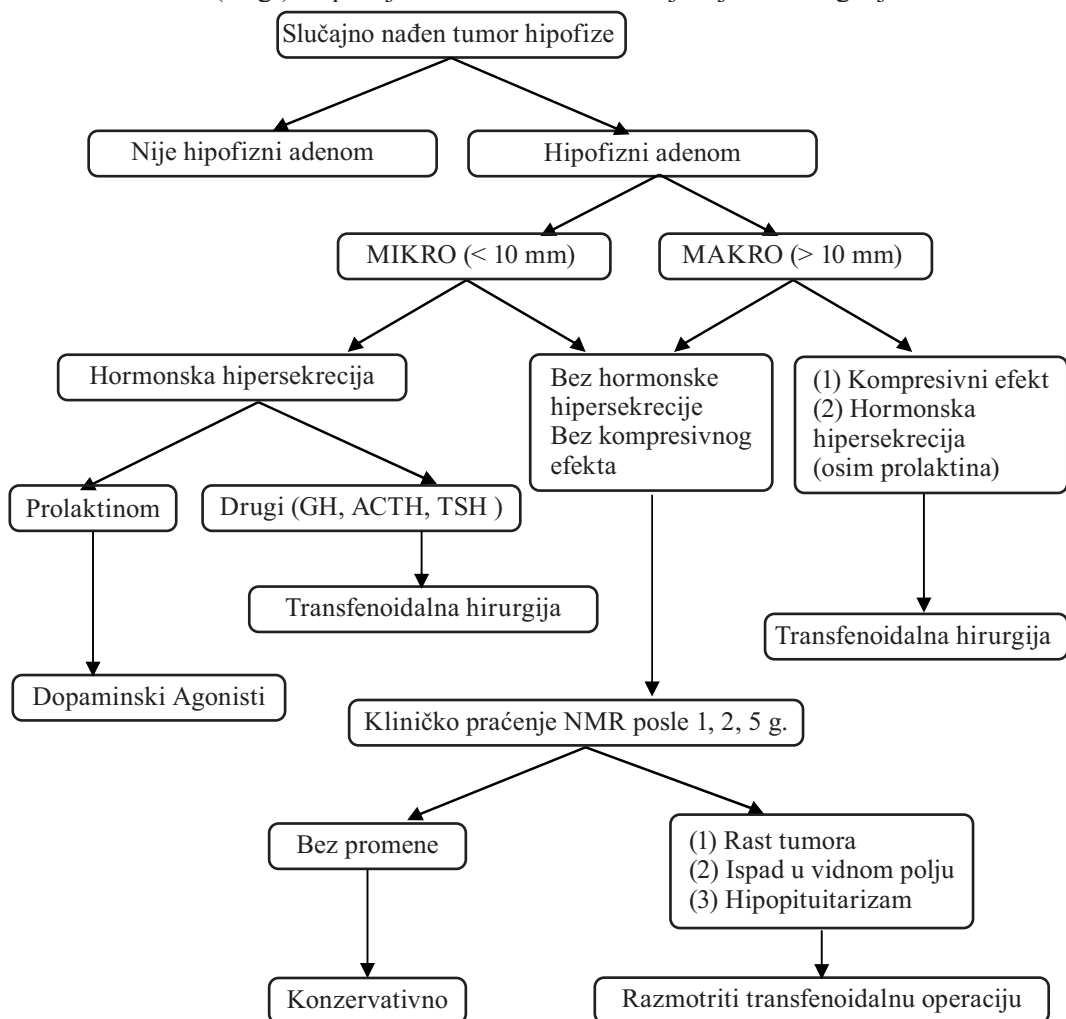 Slučajno nađen tumor hipofize
Nije hipofizni adenom
Hipofizni adenom
MIKRO (< 10 mm)
MAKRO (> 10 mm)
Hormonska hipersekrecija
Bez hormonske
hipersekrecije
Bez kompresivnog
efekta
(1) Kompresivni efekt
(2) Hormonska
hipersekrecija
(osim prolaktina)
Prolaktinom
Drugi (GH, ACTH, TSH )
Transfenoidalna hirurgija
Transfenoidalna hirurgija
Dopaminski Agonisti
Kliničko praćenje NMR posle 1, 2, 5 g.
Bez promene
(1) Rast tumora
(2) Ispad u vidnom polju
(3) Hipopituitarizam
Konzervativno
Razmotriti transfenoidalnu operaciju